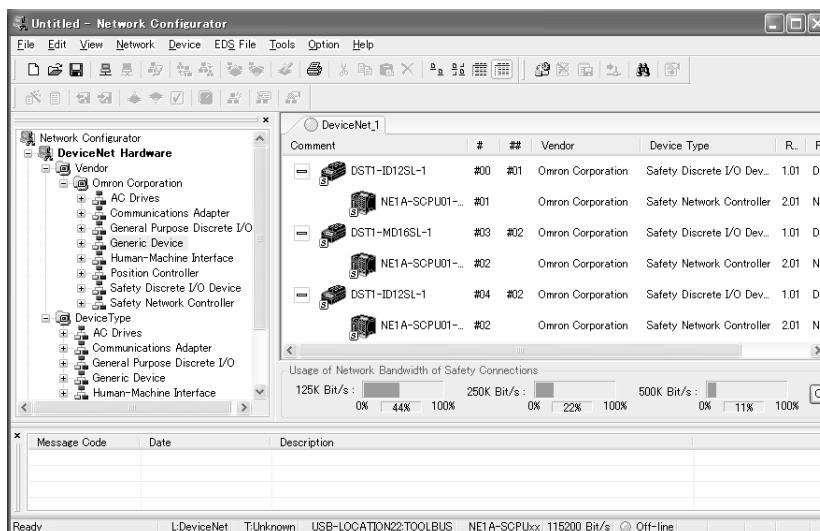 Untitled - Network Configurator
File Edit View Network Device EDS File Tools Option Help
Network Configurator
DeviceNet Hardware
Vendor
Omron Corporation
AC Drives
Communications Adapter
General Purpose Discrete I/O
Generic Device
Human-Machine Interface
Position Controller
Safety Discrete I/O Device
Safety Network Controller
DeviceType
AC Drives
Communications Adapter
General Purpose Discrete I/O
Generic Device
Human-Machine Interface
DeviceNet_1
Comment # ## Vendor Device Type R...
DST1-ID12SL-1 #00 #01 Omron Corporation Safety Discrete I/O Dev... 1.01 D
NE1A-SCPU01-... #01 Omron Corporation Safety Network Controller 2.01 N
DST1-MD16SL-1 #03 #02 Omron Corporation Safety Discrete I/O Dev... 1.01 D
NE1A-SCPU01-... #02 Omron Corporation Safety Network Controller 2.01 N
DST1-ID12SL-1 #04 #02 Omron Corporation Safety Discrete I/O Dev... 1.01 D
NE1A-SCPU01-... #02 Omron Corporation Safety Network Controller 2.01 N
Usage of Network Bandwidth of Safety Connections
125K Bit/s : 250K Bit/s : 500K Bit/s :
0% 44% 100% 0% 22% 100% 0% 11% 100%
Message Code Date Description
Ready L:DeviceNet T:Unknown USB-LOCATION22:TOOLBUS NE1A-SCPUxx 115200 Bit/s Off-line